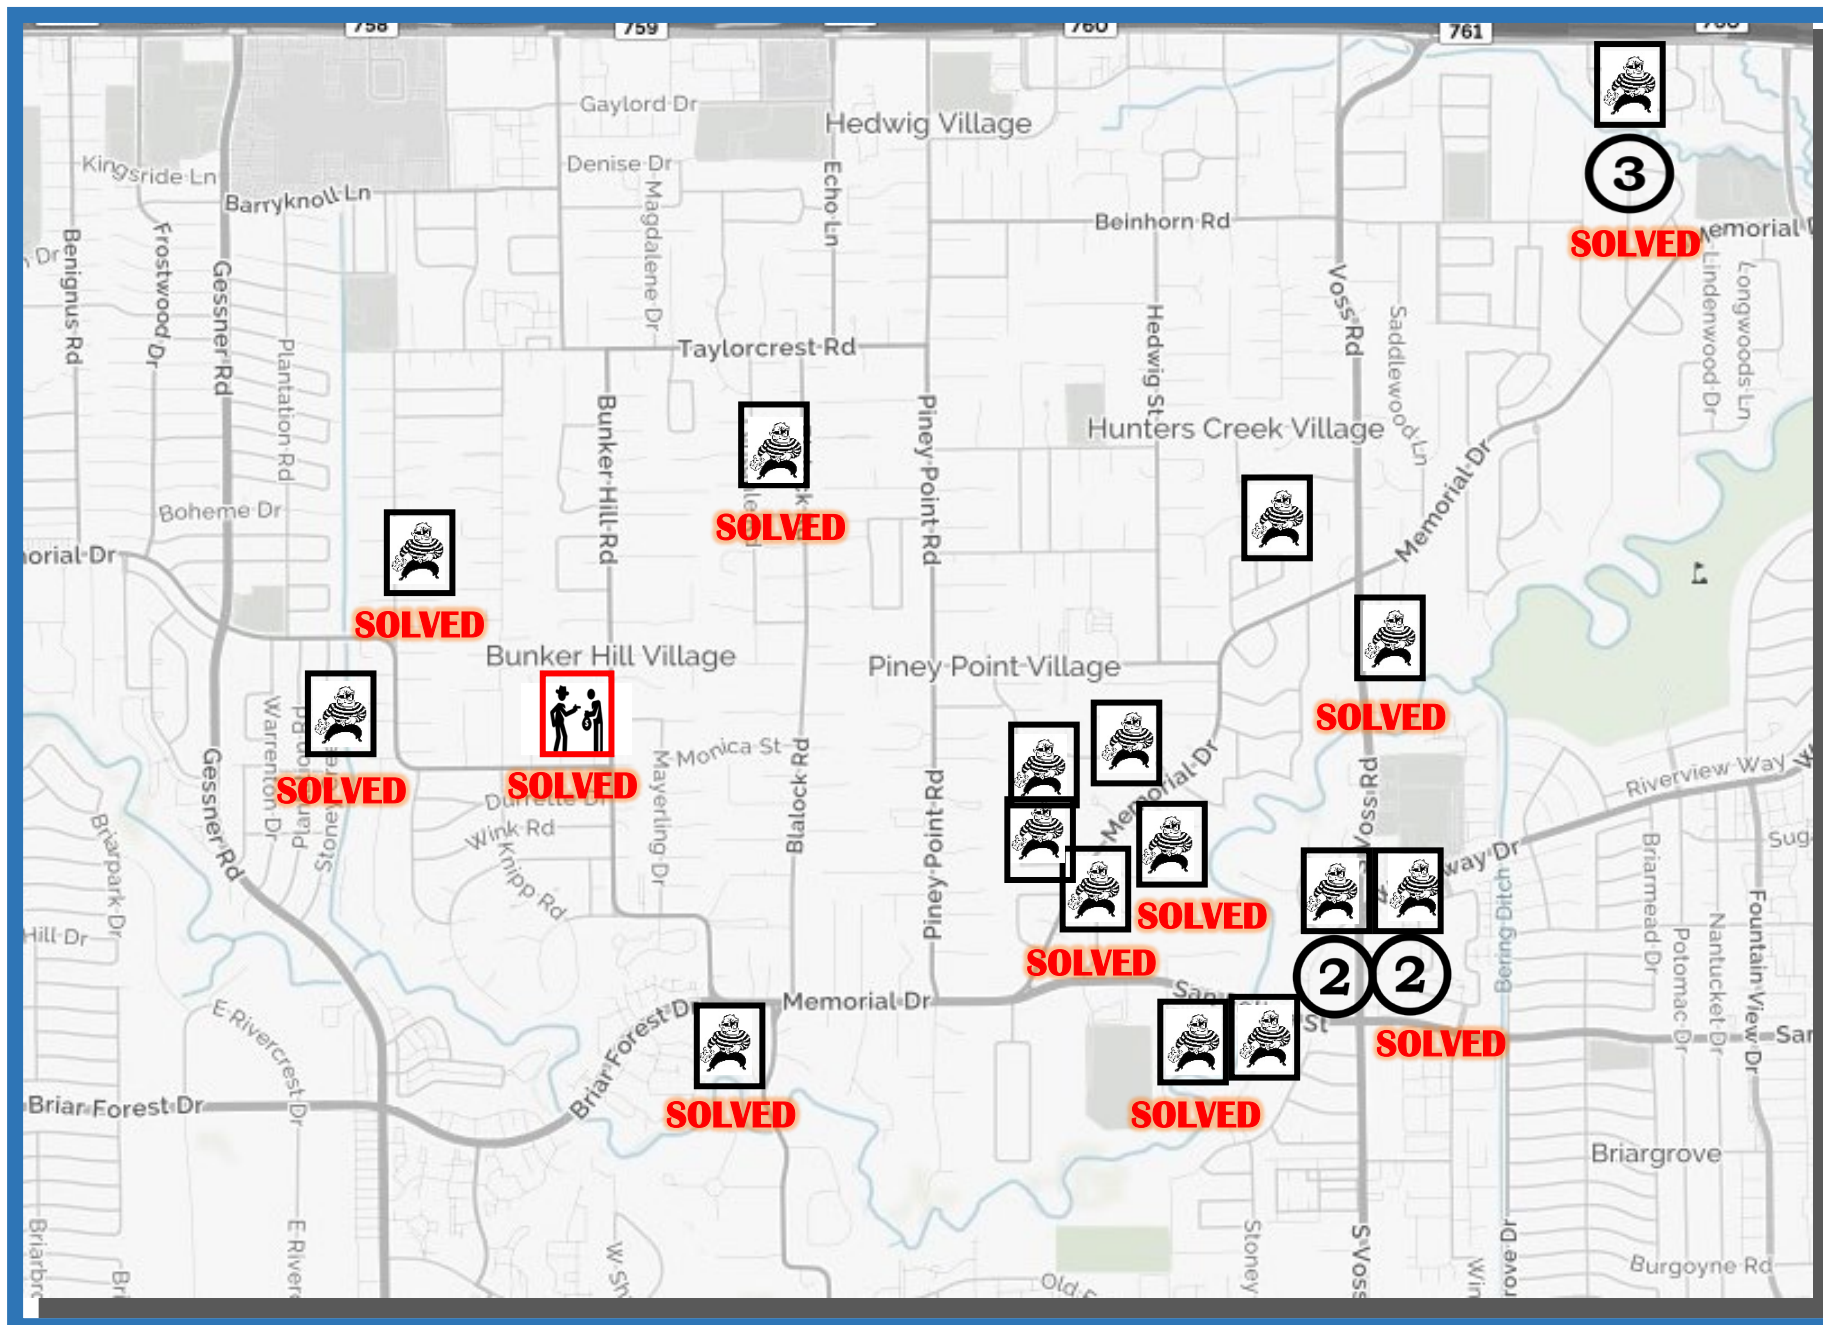 758
759
760
761
Gaylord Dr
Hedwig Village
Kingsride Ln
Denise Dr
Barryknoll Ln
Magdalene Dr
Echo Ln
3
Beinhorn Rd
SOLVED
Benignus Rd
Frostwood Dr
Gessner Rd
Voss Rd
Lindenwood Dr
Longwoods Ln
Plantation Rd
Taylorcrest Rd
Hedwig St
Saddlewood Ln
Bunker Hill Rd
Piney Point Rd
Hunters Creek Village
Memorial Dr
Boheme Dr
SOLVED
SOLVED
Bunker Hill Village
Piney Point Village
SOLVED
Warrenton Dr
SOLVED
SOLVED
Monica St
Mayerling Dr
Blalock Rd
Piney Point Rd
Memorial Dr
S Voss Rd
Riverview Way
Gessner Rd
Durrette Dr
Wink Rd
Knipp Rd
Briarpark Dr
SOLVED
SOLVED
way Dr
Bering Ditch
Briarmead Dr
Potomac Dr
Nantucket Dr
Fountain View Dr
Hill Dr
2
2
SOLVED
E Rivercrest Dr
Briar Forest Dr
Memorial Dr
St
Briar Forest Dr
SOLVED
SOLVED
Briargrove
Burgoyne Rd
Stoney
S Voss